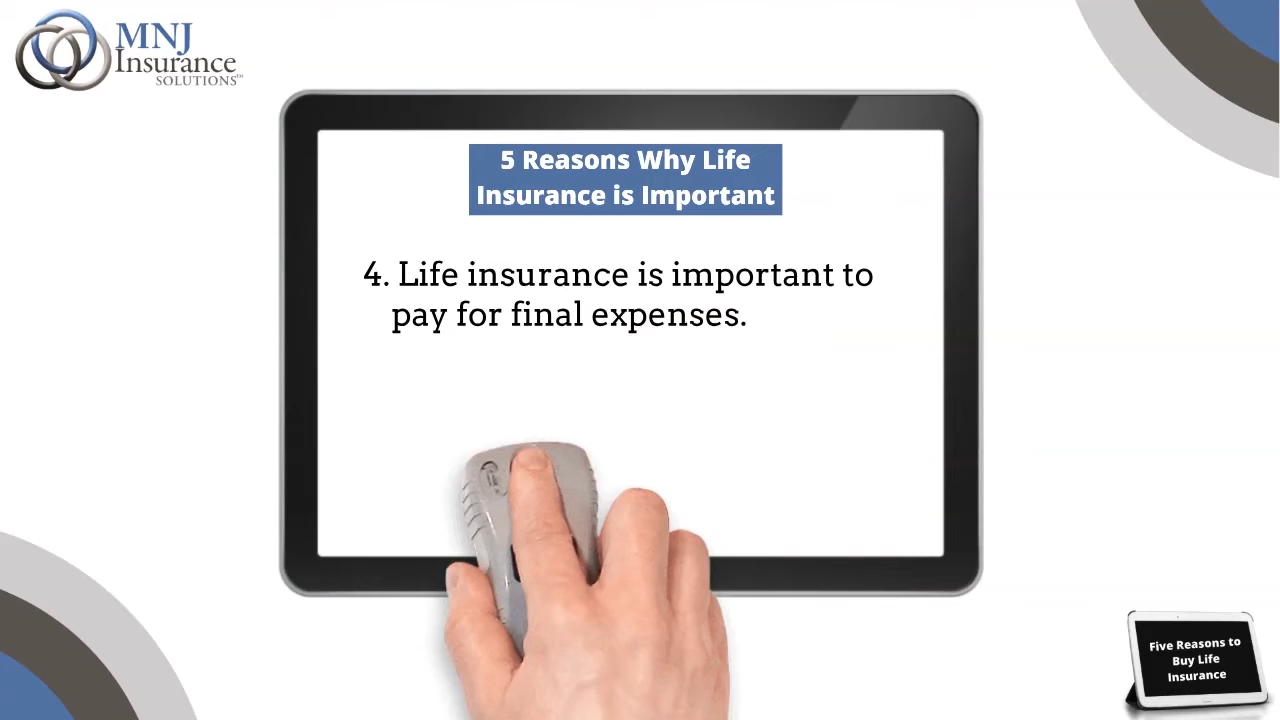 MNJ
Insurance
SOLUTIONS™
5 Reasons Why Life
Insurance is Important
4. Life insurance is important to
pay for final expenses.
Five Reasons to
Buy Life
Insurance